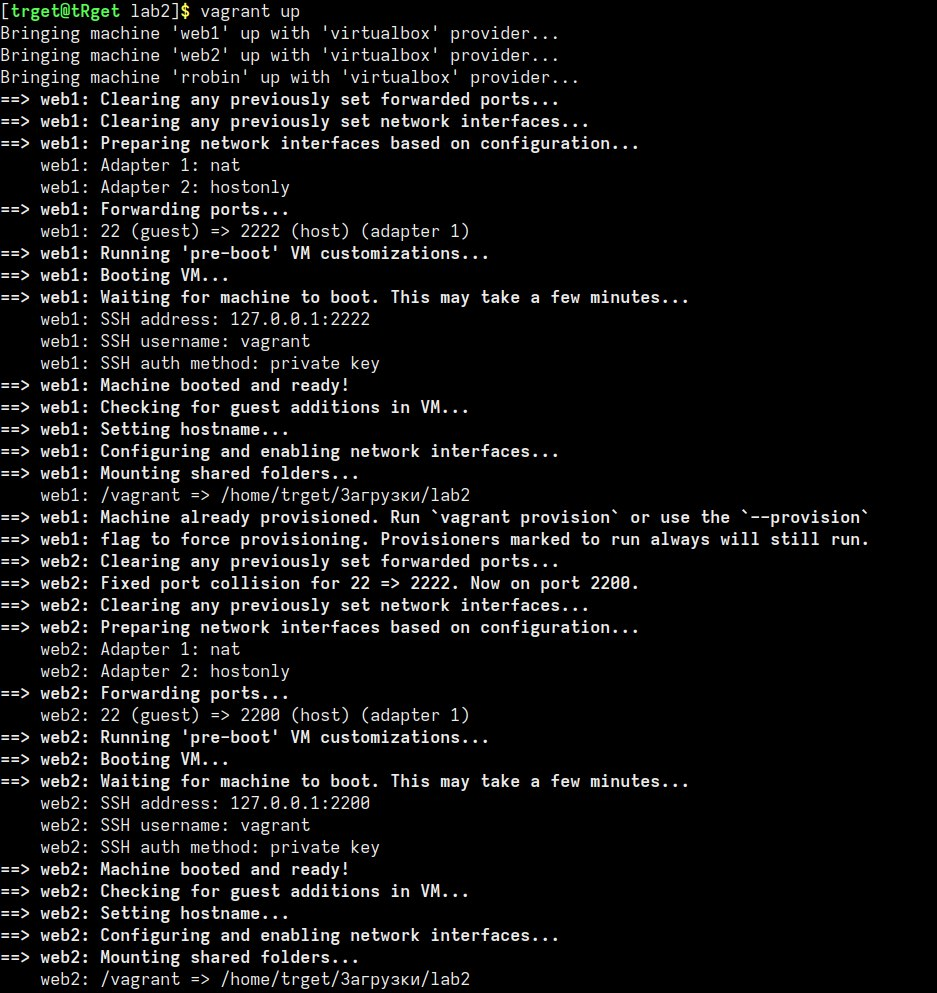 [trget@tRget lab2]$ vagrant up
Bringing machine 'web1' up with 'virtualbox' provider...
Bringing machine 'web2' up with 'virtualbox' provider...
Bringing machine 'rrobin' up with 'virtualbox' provider...
==> web1: Clearing any previously set forwarded ports...
==> web1: Clearing any previously set network interfaces...
==> web1: Preparing network interfaces based on configuration...
    web1: Adapter 1: nat
    web1: Adapter 2: hostonly
==> web1: Forwarding ports...
    web1: 22 (guest) => 2222 (host) (adapter 1)
==> web1: Running 'pre-boot' VM customizations...
==> web1: Booting VM...
==> web1: Waiting for machine to boot. This may take a few minutes...
    web1: SSH address: 127.0.0.1:2222
    web1: SSH username: vagrant
    web1: SSH auth method: private key
==> web1: Machine booted and ready!
==> web1: Checking for guest additions in VM...
==> web1: Setting hostname...
==> web1: Configuring and enabling network interfaces...
==> web1: Mounting shared folders...
    web1: /vagrant => /home/trget/Загрузки/lab2
==> web1: Machine already provisioned. Run `vagrant provision` or use the `--provision`
==> web1: flag to force provisioning. Provisioners marked to run always will still run.
==> web2: Clearing any previously set forwarded ports...
==> web2: Fixed port collision for 22 => 2222. Now on port 2200.
==> web2: Clearing any previously set network interfaces...
==> web2: Preparing network interfaces based on configuration...
    web2: Adapter 1: nat
    web2: Adapter 2: hostonly
==> web2: Forwarding ports...
    web2: 22 (guest) => 2200 (host) (adapter 1)
==> web2: Running 'pre-boot' VM customizations...
==> web2: Booting VM...
==> web2: Waiting for machine to boot. This may take a few minutes...
    web2: SSH address: 127.0.0.1:2200
    web2: SSH username: vagrant
    web2: SSH auth method: private key
==> web2: Machine booted and ready!
==> web2: Checking for guest additions in VM...
==> web2: Setting hostname...
==> web2: Configuring and enabling network interfaces...
==> web2: Mounting shared folders...
    web2: /vagrant => /home/trget/Загрузки/lab2